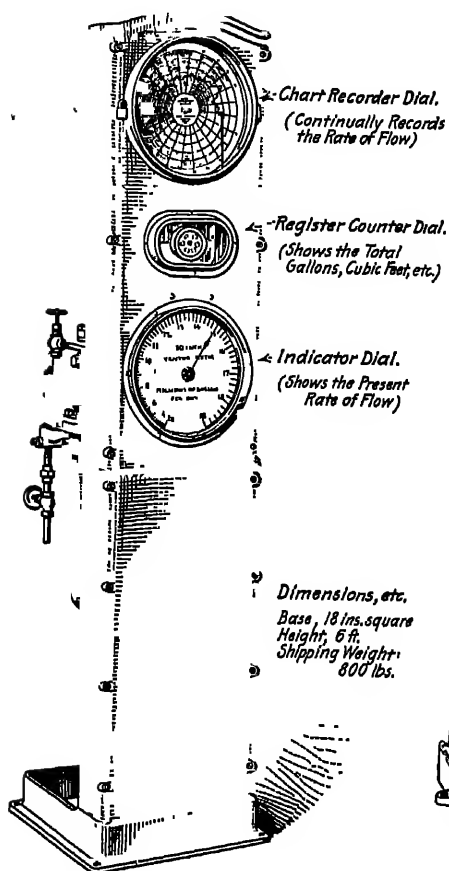 Chart Recorder Dial.
(Continually Records
the Rate of Flow)
Register Counter Dial.
(Shows the Total
Gallons, Cubic Feet, etc.)
Indicator Dial.
(Shows the Present
Rate of Flow)
Dimensions, etc.
Base, 18 ins. square
Height, 6 ft.
Shipping Weight:
800 lbs.